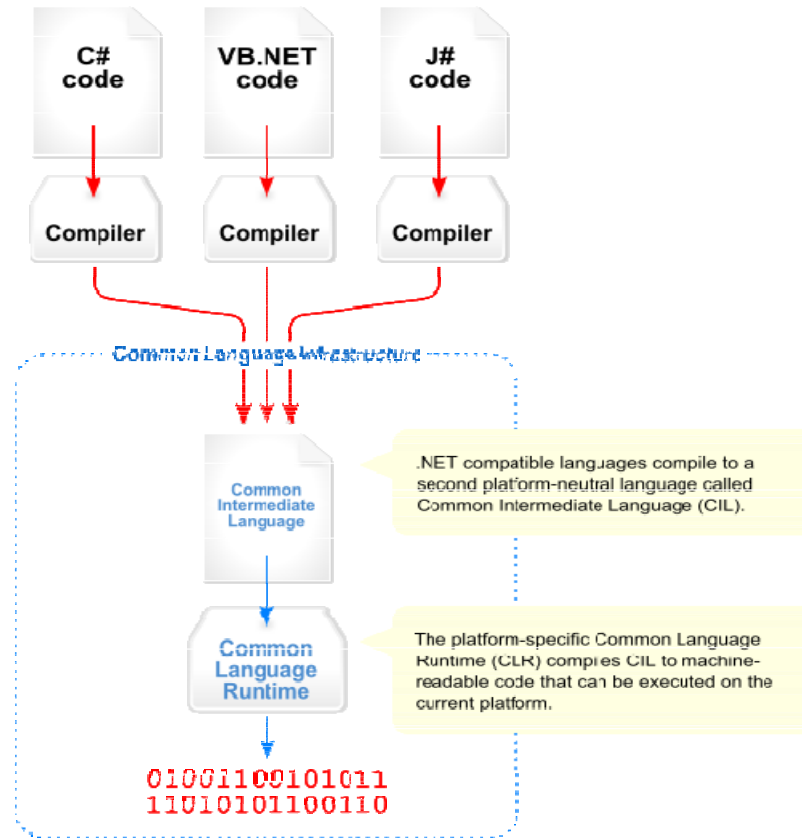 C#
code
VB.NET
code
J#
code
Compiler
Compiler
Compiler
Common Language Infrastructure
Common
Intermediate
Language
.NET compatible languages compile to a
second platform-neutral language called
Common Intermediate Language (CIL).
Common
Language
Runtime
The platform-specific Common Language
Runtime (CLR) compiles CIL to machine-
readable code that can be executed on the
current platform.
01001100101011
11010101100110